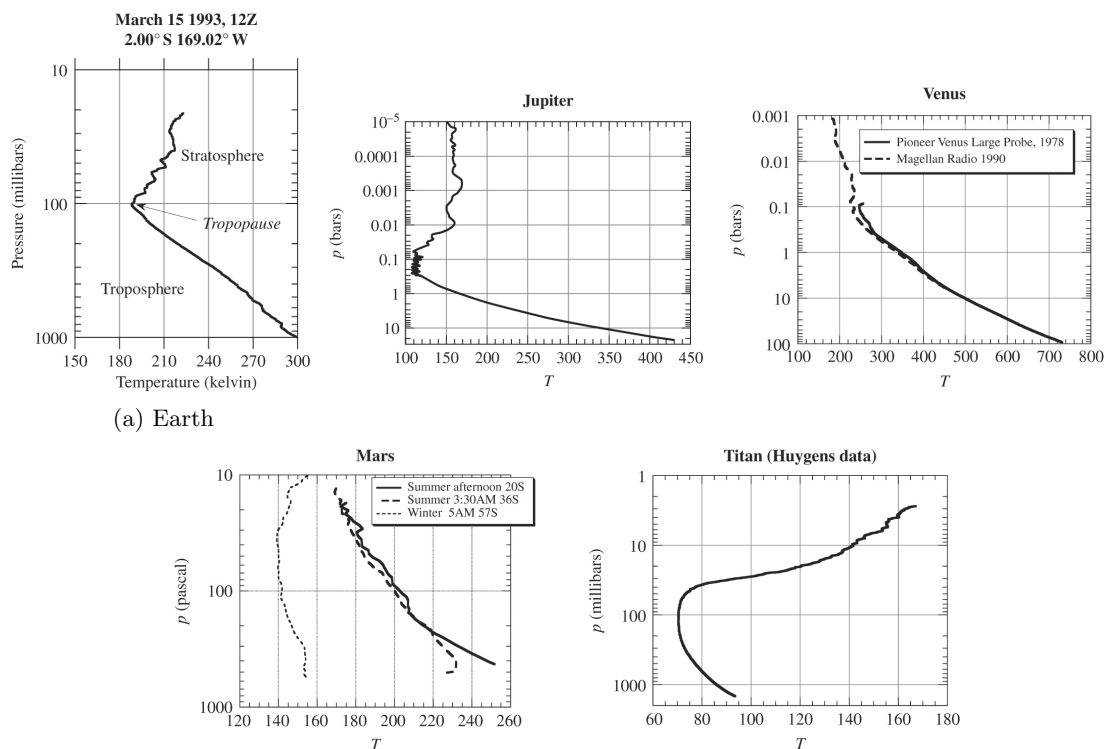 March 15 1993, 12Z
2.00° S 169.02° W
10
100
1000
Pressure (millibars)
Stratosphere
Tropopause
Troposphere
150 180 210 240 270 300
Temperature (kelvin)
(a) Earth
Jupiter
10⁻⁵
0.0001
0.001
0.01
0.1
1
10
p (bars)
100 150 200 250 300 350 400 450
T
Venus
0.001
0.01
0.1
1
10
100
p (bars)
Pioneer Venus Large Probe, 1978
Magellan Radio 1990
100 200 300 400 500 600 700 800
T
Mars
10
100
1000
p (pascal)
Summer afternoon 20S
Summer 3:30AM 36S
Winter 5AM 57S
120 140 160 180 200 220 240 260
T
Titan (Huygens data)
1
10
100
1000
p (millibars)
60 80 100 120 140 160 180
T